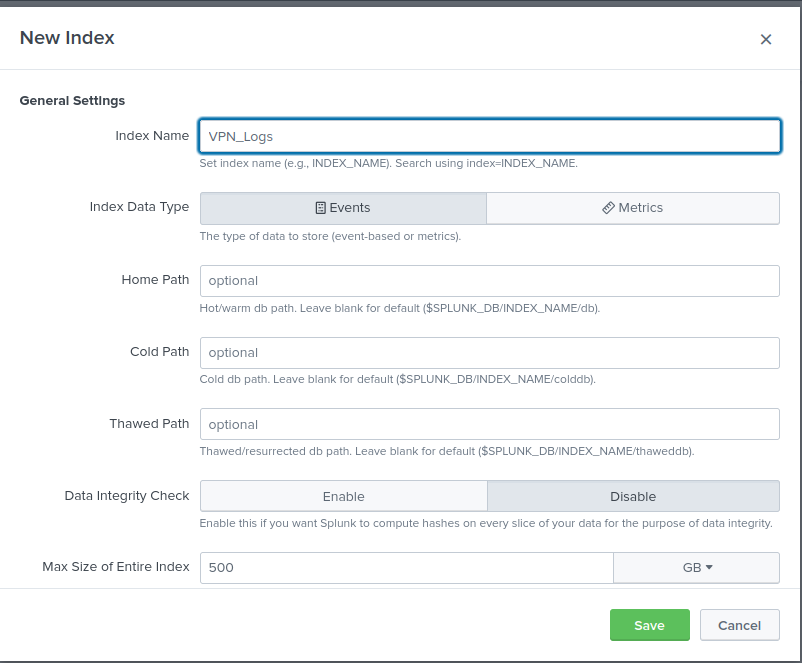 New Index
General Settings
Index Name VPN_Logs
Set index name (e.g., INDEX_NAME). Search using index=INDEX_NAME.
Index Data Type Events Metrics
The type of data to store (event-based or metrics).
Home Path optional
Hot/warm db path. Leave blank for default ($SPLUNK_DB/INDEX_NAME/db).
Cold Path optional
Cold db path. Leave blank for default ($SPLUNK_DB/INDEX_NAME/colddb).
Thawed Path optional
Thawed/resurrected db path. Leave blank for default ($SPLUNK_DB/INDEX_NAME/thaweddb).
Data Integrity Check Enable Disable
Enable this if you want Splunk to compute hashes on every slice of your data for the purpose of data integrity.
Max Size of Entire Index 500 GB
Save Cancel